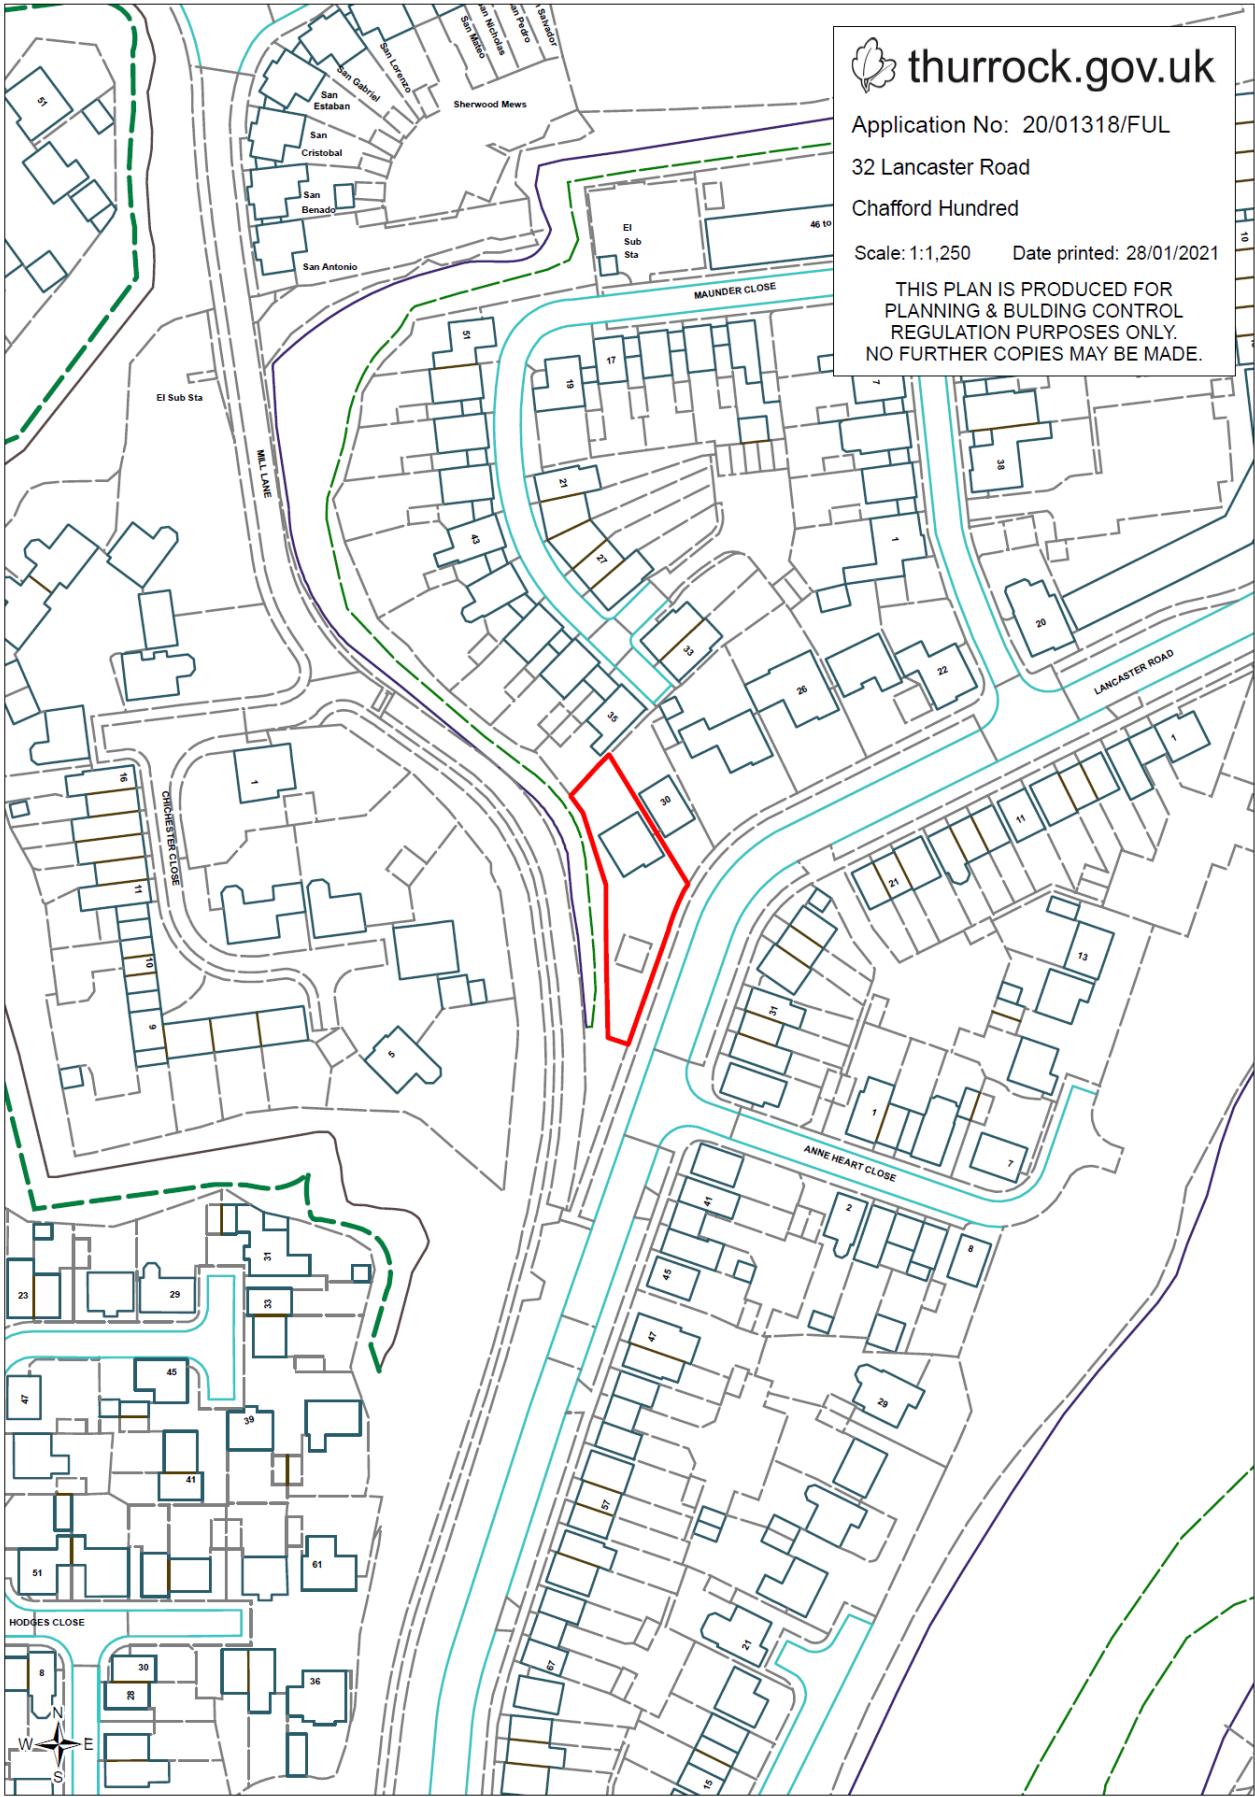 thurrock.gov.uk
Application No: 20/01318/FUL
32 Lancaster Road
Chafford Hundred
Scale: 1:1,250 Date printed: 28/01/2021
THIS PLAN IS PRODUCED FOR
PLANNING & BULDING CONTROL
REGULATION PURPOSES ONLY.
NO FURTHER COPIES MAY BE MADE.
San Mateo
San Nicholas
San Pedro
Salvador
San Lorenzo
San Gabriel
San
Estaban
San
Cristobal
San
Benado
San Antonio
Sherwood Mews
51
El
Sub
Sta
46 to
10
MAUNDER CLOSE
51
19
17
7
El Sub Sta
MILL LANE
21
38
43
27
1
33
20
22
26
35
LANCASTER ROAD
30
1
16
1
CHICHESTER CLOSE
11
11
21
13
10
9
5
31
1
7
ANNE HEART CLOSE
41
2
8
45
47
29
31
23
29
33
45
47
39
41
57
51
61
HODGES CLOSE
8
30
28
36
67
21
15
N
W E
S